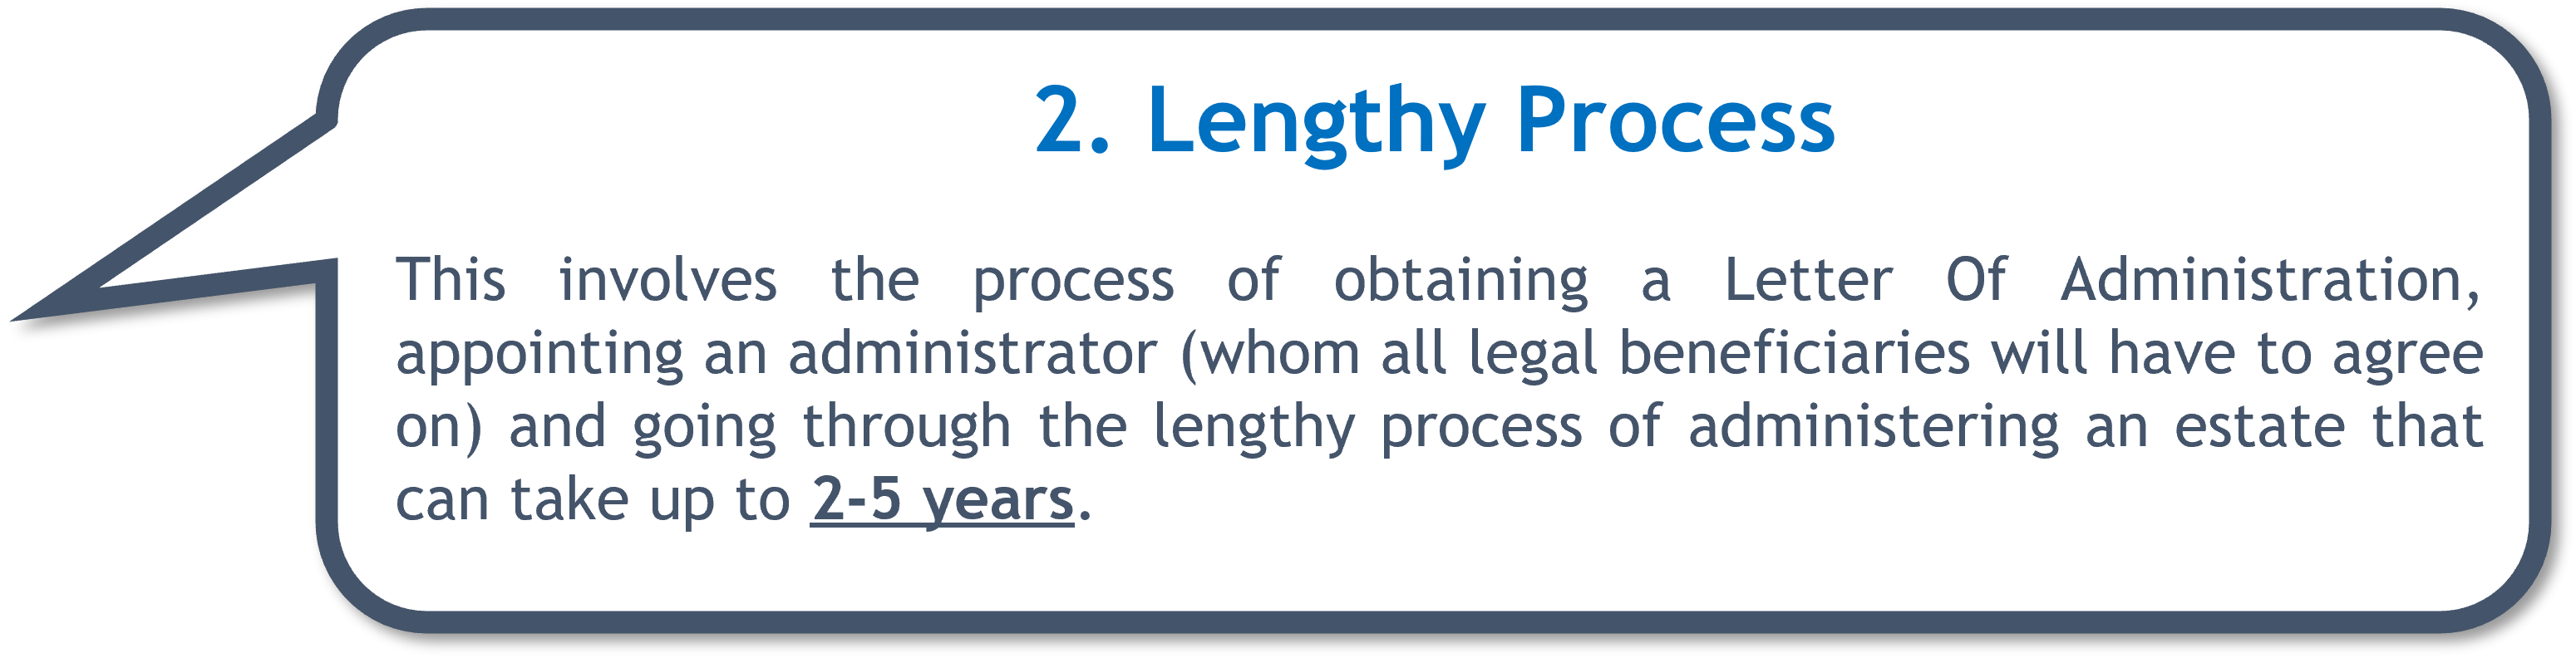 2. Lengthy Process
This involves the process of obtaining a Letter Of Administration,
appointing an administrator (whom all legal beneficiaries will have to agree
on) and going through the lengthy process of administering an estate that
can take up to 2-5 years.